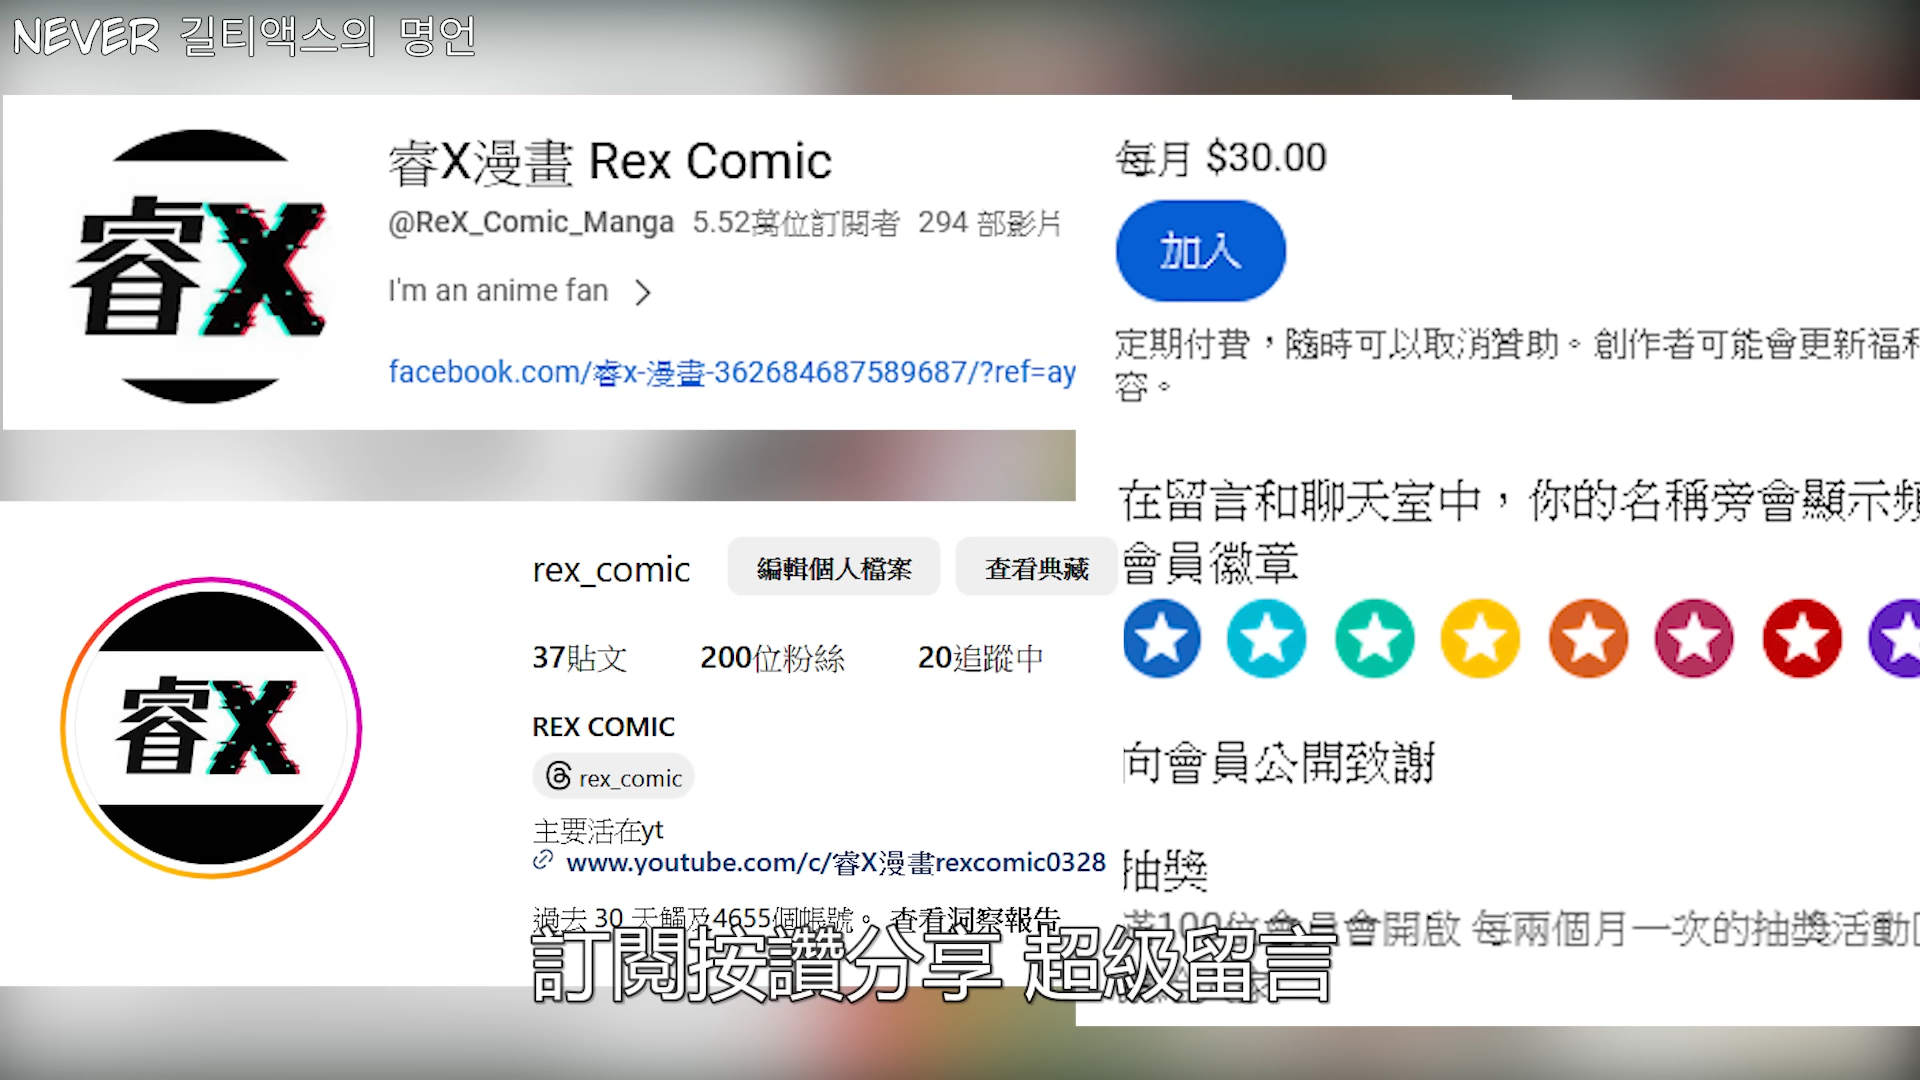 NEVER 길티액스의 명언
睿X
睿X漫畫 Rex Comic
@ReX_Comic_Manga 5.52萬位訂閱者 294 部影片
I'm an anime fan
facebook.com/睿x-漫畫-362684687589687/?ref=ay
每月 $30.00
加入
定期付費，隨時可以取消贊助。創作者可能會更新福利
容。
在留言和聊天室中，你的名稱旁會顯示頻
會員徽章
向會員公開致謝
抽獎
滿100位會員會開啟 每兩個月一次的抽獎活動
睿X
rex_comic 編輯個人檔案 查看典藏
37貼文 200位粉絲 20追蹤中
REX COMIC
rex_comic
主要活在yt
www.youtube.com/c/睿X漫畫rexcomic0328
過去 30 天觸及4655個帳號。 查看洞察報告
訂閱按讚分享 超級留言